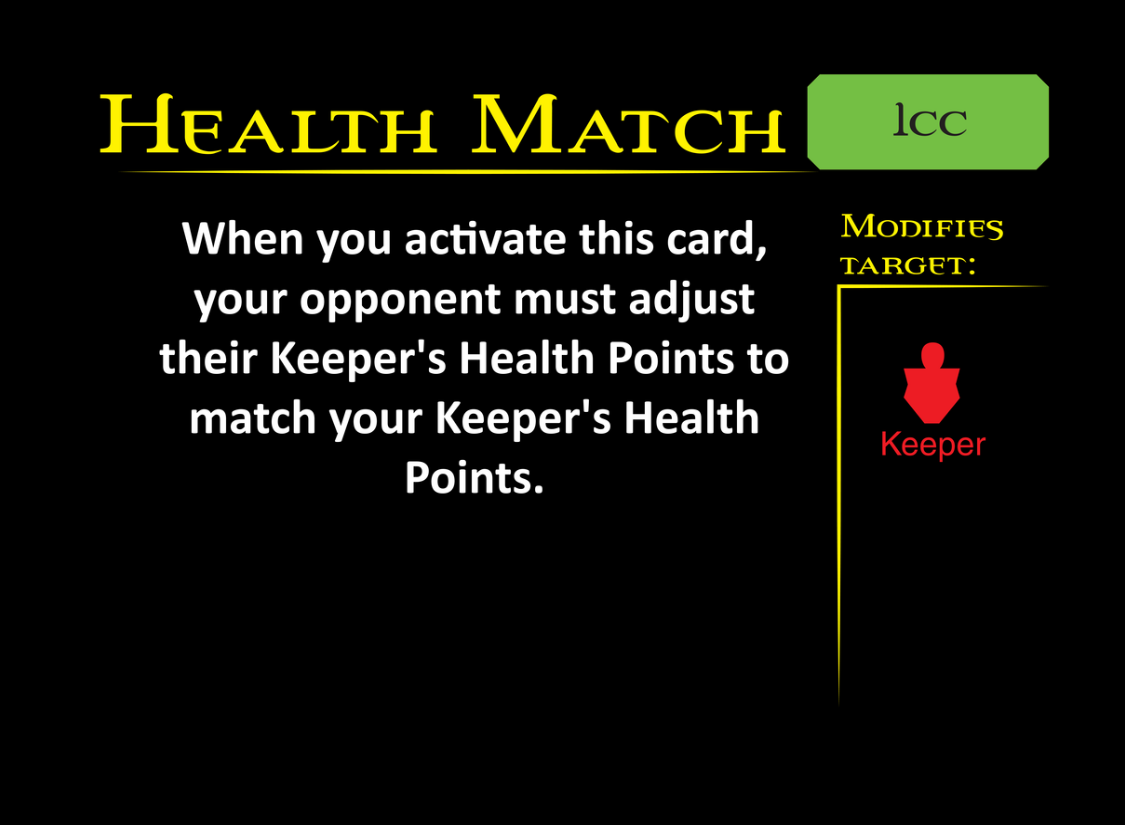 Health Match
1cc
When you activate this card,
your opponent must adjust
their Keeper's Health Points to
match your Keeper's Health
Points.
Modifies
target:
Keeper